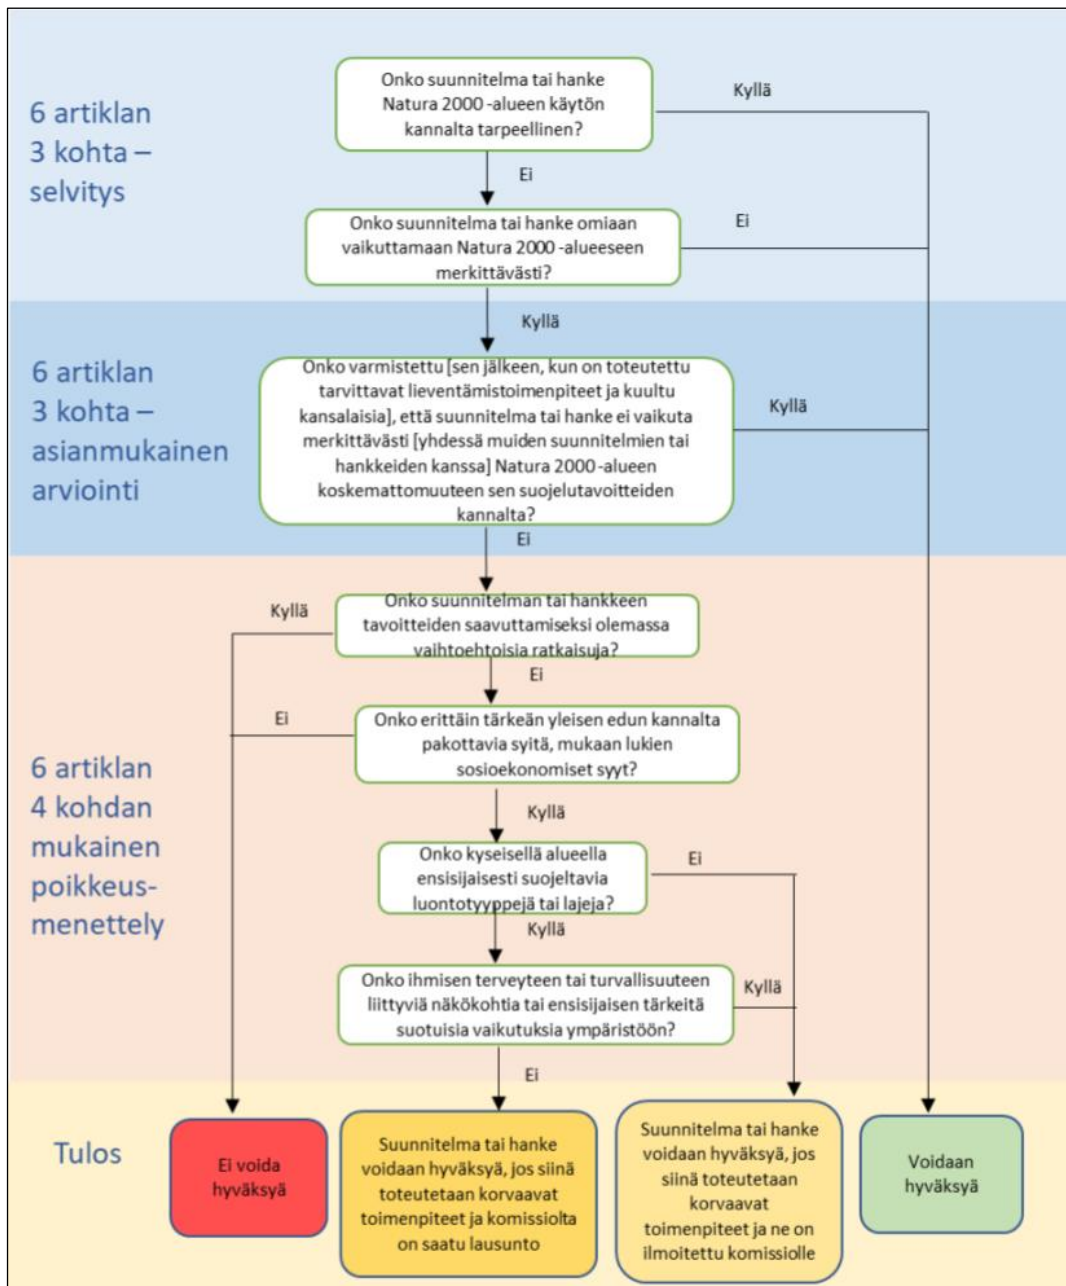 6 artiklan
3 kohta –
selvitys
Onko suunnitelma tai hanke
Natura 2000 -alueen käytön
kannalta tarpeellinen?
Kyllä
Ei
Onko suunnitelma tai hanke omiaan
vaikuttamaan Natura 2000 -alueeseen
merkittävästi?
Ei
Kyllä
6 artiklan
3 kohta –
asianmukainen
arviointi
Onko varmistettu [sen jälkeen, kun on toteutettu
tarvittavat lieventämistoimenpiteet ja kuultu
kansalaisia], että suunnitelma tai hanke ei vaikuta
merkittävästi [yhdessä muiden suunnitelmien tai
hankkeiden kanssa] Natura 2000 -alueen
koskemattomuuteen sen suojelutavoitteiden
kannalta?
Kyllä
Ei
6 artiklan
4 kohdan
mukainen
poikkeus-
menettely
Onko suunnitelman tai hankkeen
tavoitteiden saavuttamiseksi olemassa
vaihtoehtoisia ratkaisuja?
Kyllä
Ei
Onko erittäin tärkeän yleisen edun kannalta
pakottavia syitä, mukaan lukien
sosioekonomiset syyt?
Ei
Kyllä
Onko kyseisellä alueella
ensisijaisesti suojeltavia
luontotyyppejä tai lajeja?
Ei
Kyllä
Onko ihmisen terveyteen tai turvallisuuteen
liittyviä näkökohtia tai ensisijaisen tärkeitä
suotuisia vaikutuksia ympäristöön?
Kyllä
Ei
Tulos
Ei voida
hyväksyä
Suunnitelma tai hanke
voidaan hyväksyä, jos siinä
toteutetaan korvaavat
toimenpiteet ja komissiolta
on saatu lausunto
Suunnitelma tai hanke
voidaan hyväksyä, jos
siinä toteutetaan
korvaavat
toimenpiteet ja ne on
ilmoitettu komissiolle
Voidaan
hyväksyä